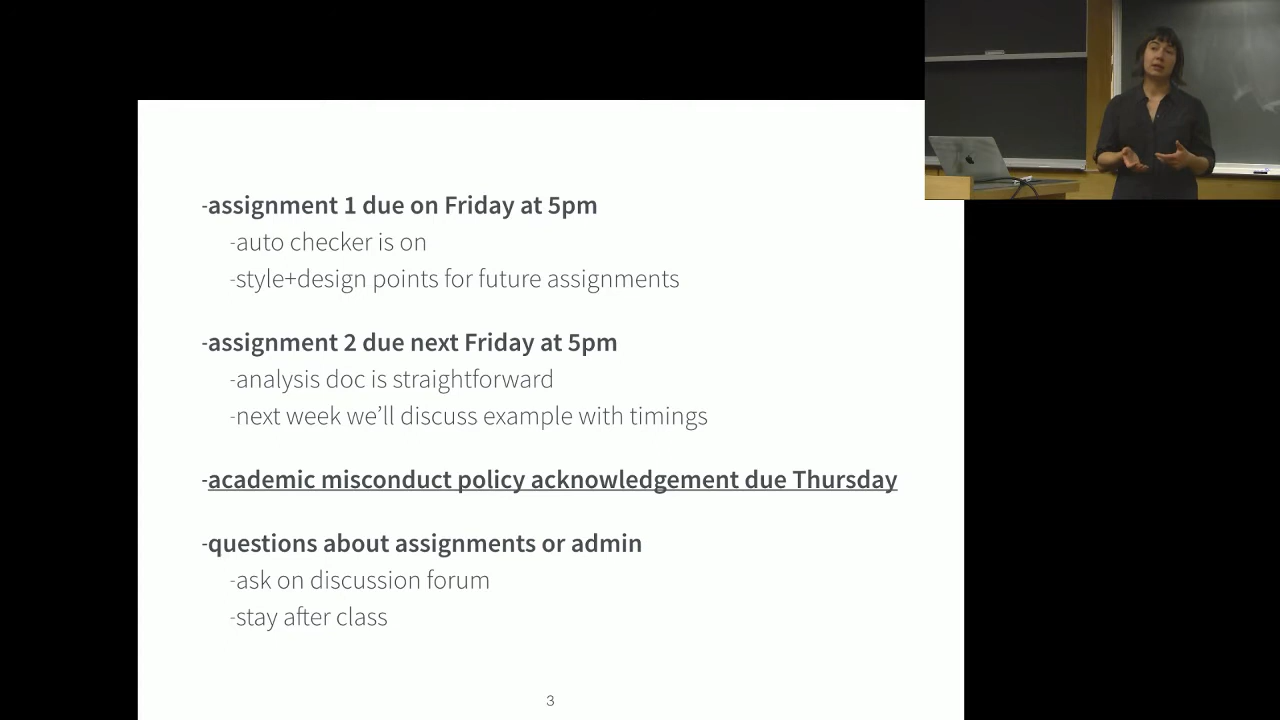 -assignment 1 due on Friday at 5pm
-auto checker is on
-style+design points for future assignments
-assignment 2 due next Friday at 5pm
-analysis doc is straightforward
-next week we’ll discuss example with timings
-academic misconduct policy acknowledgement due Thursday
-questions about assignments or admin
-ask on discussion forum
-stay after class
3